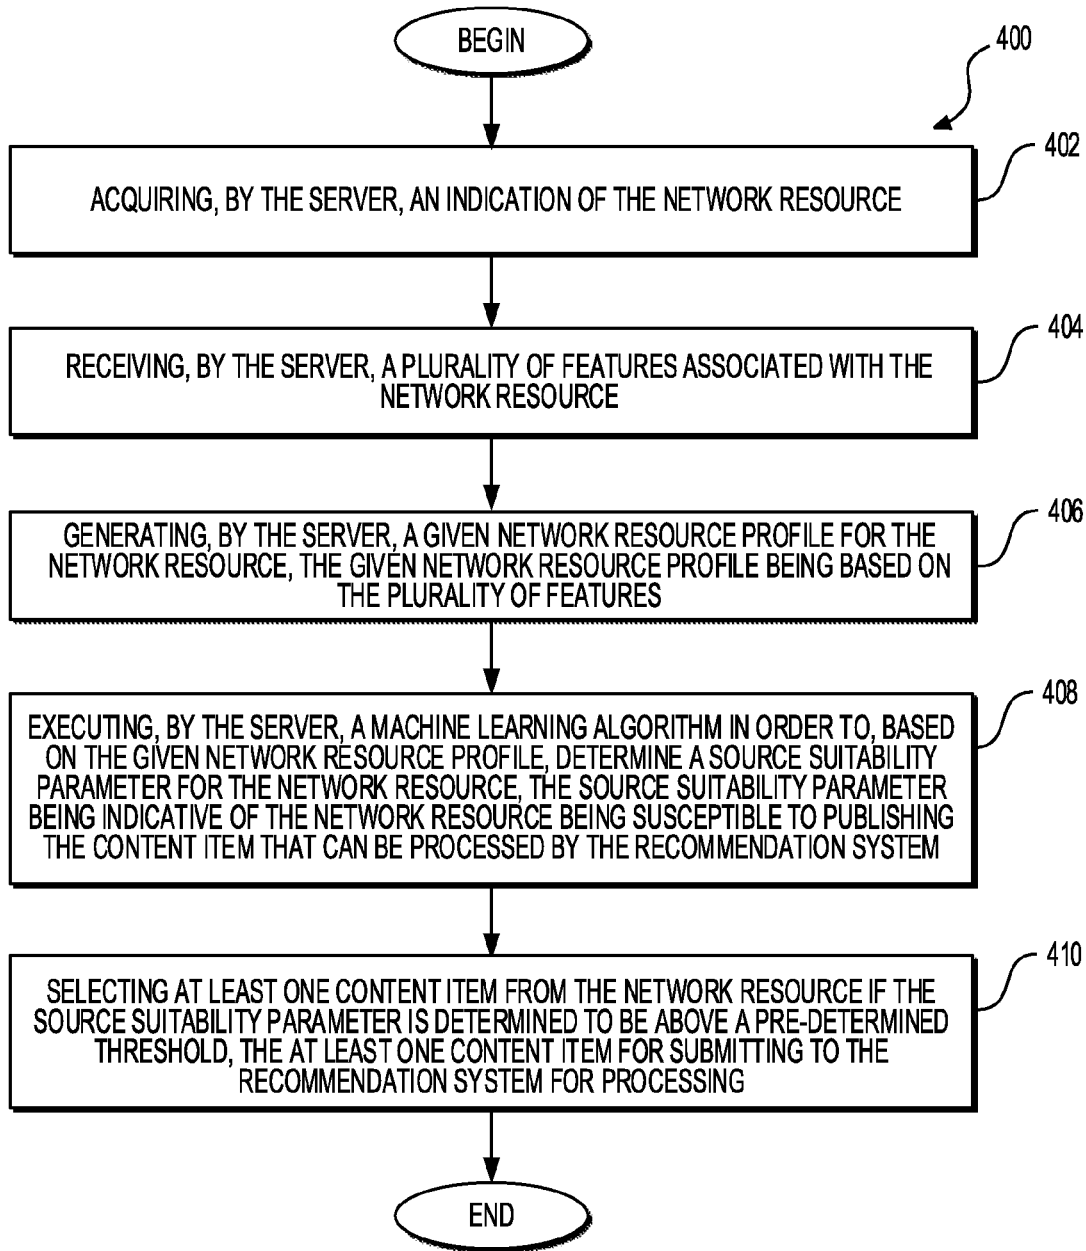 BEGIN
400
402
ACQUIRING, BY THE SERVER, AN INDICATION OF THE NETWORK RESOURCE
404
RECEIVING, BY THE SERVER, A PLURALITY OF FEATURES ASSOCIATED WITH THE
NETWORK RESOURCE
406
GENERATING, BY THE SERVER, A GIVEN NETWORK RESOURCE PROFILE FOR THE
NETWORK RESOURCE, THE GIVEN NETWORK RESOURCE PROFILE BEING BASED ON
THE PLURALITY OF FEATURES
408
EXECUTING, BY THE SERVER, A MACHINE LEARNING ALGORITHM IN ORDER TO, BASED
ON THE GIVEN NETWORK RESOURCE PROFILE, DETERMINE A SOURCE SUITABILITY
PARAMETER FOR THE NETWORK RESOURCE, THE SOURCE SUITABILITY PARAMETER
BEING INDICATIVE OF THE NETWORK RESOURCE BEING SUSCEPTIBLE TO PUBLISHING
THE CONTENT ITEM THAT CAN BE PROCESSED BY THE RECOMMENDATION SYSTEM
410
SELECTING AT LEAST ONE CONTENT ITEM FROM THE NETWORK RESOURCE IF THE
SOURCE SUITABILITY PARAMETER IS DETERMINED TO BE ABOVE A PRE-DETERMINED
THRESHOLD, THE AT LEAST ONE CONTENT ITEM FOR SUBMITTING TO THE
RECOMMENDATION SYSTEM FOR PROCESSING
END